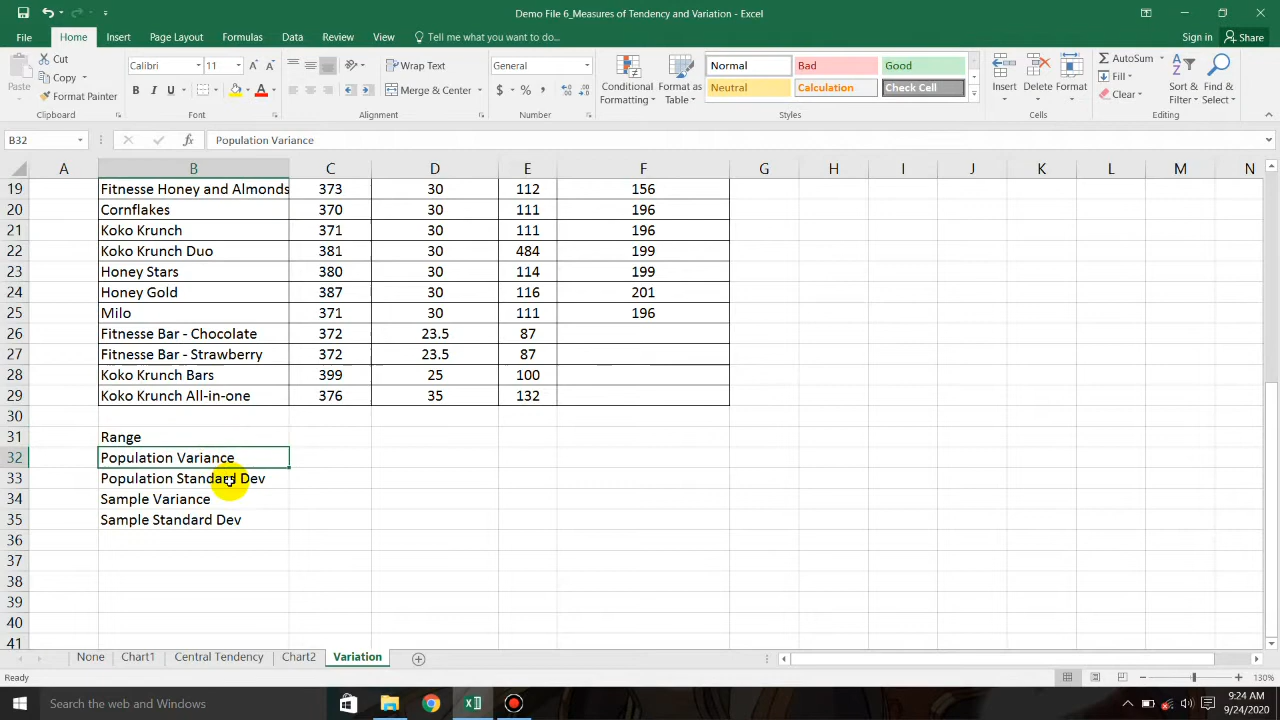 Demo File 6_Measures of Tendency and Variation - Excel
File Home Insert Page Layout Formulas Data Review View Tell me what you want to do... Sign in Share
Paste Cut Copy Format Painter Clipboard
Calibri 11 A A B I U A Font
Wrap Text Merge & Center Alignment
General $ % , Number
Conditional Formatting Format as Table
Normal Bad Good
Neutral Calculation Check Cell
Styles
Insert Delete Format Cells
AutoSum Fill Clear Sort & Filter Find & Select Editing
B32 fx Population Variance
A B C D E F G H I J K L M N
19 Fitnesse Honey and Almonds 373 30 112 156
20 Cornflakes 370 30 111 196
21 Koko Krunch 371 30 111 196
22 Koko Krunch Duo 381 30 484 199
23 Honey Stars 380 30 114 199
24 Honey Gold 387 30 116 201
25 Milo 371 30 111 196
26 Fitnesse Bar - Chocolate 372 23.5 87
27 Fitnesse Bar - Strawberry 372 23.5 87
28 Koko Krunch Bars 399 25 100
29 Koko Krunch All-in-one 376 35 132
30
31 Range
32 Population Variance
33 Population Standard Dev
34 Sample Variance
35 Sample Standard Dev
36
37
38
39
40
41
None Chart1 Central Tendency Chart2 Variation
Ready 130%
Search the web and Windows 9:24 AM
9/24/2020